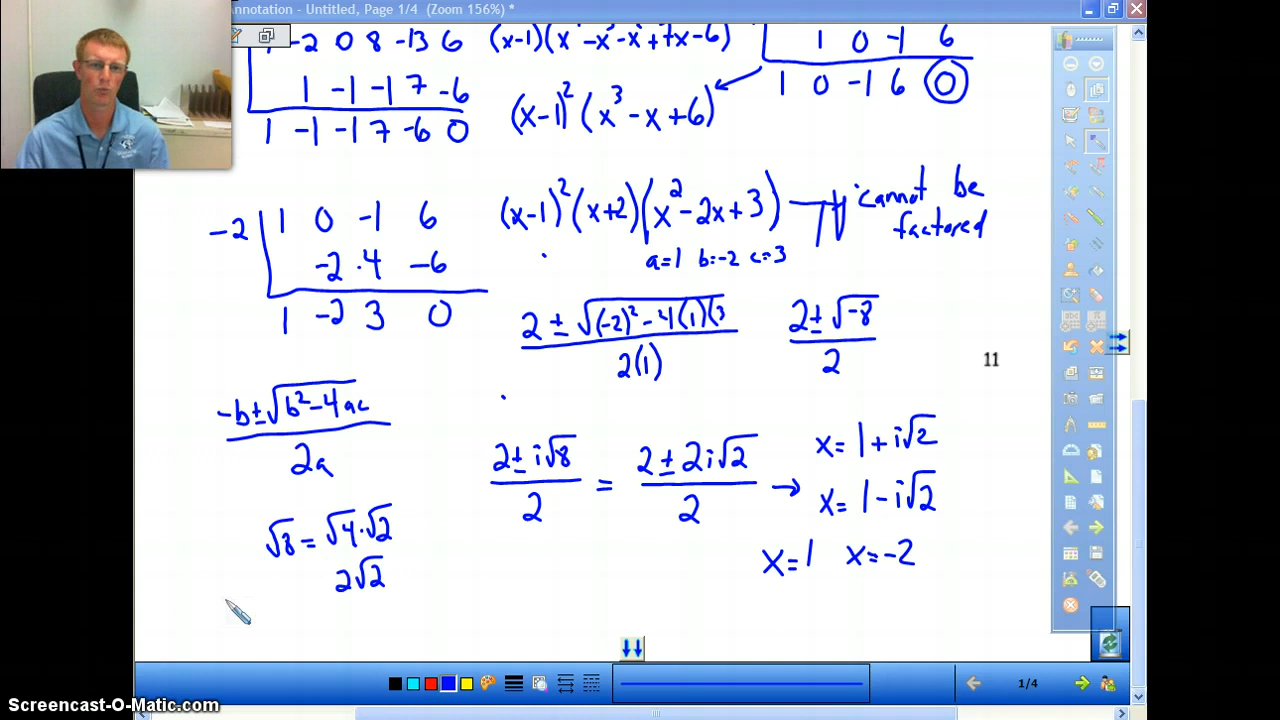 nnotation - Untitled, Page 1/4 (Zoom 156%) *
-2 0 8 -13 6 (x-1)(x -x³-x²+7x-6) 1 0 -1 6
1 -1 -1 7 -6 1 0 -1 6 0
1 -1 -1 7 -6 0 (x-1)²(x³-x+6)
-2 1 0 -1 6 (x-1)²(x+2)(x²-2x+3) cannot be
factored
-2 4 -6 a=1 b=-2 c=3
1 -2 3 0
2±√(-2)²-4(1)(3 2±√-8
2(1) 2
11
-b±√b²-4ac
2a
2±i√8 = 2±2i√2 → x=1+i√2
2 2 x=1-i√2
√8=√4·√2
2√2
x=1 x=-2
1/4
Screencast-O-Matic.com